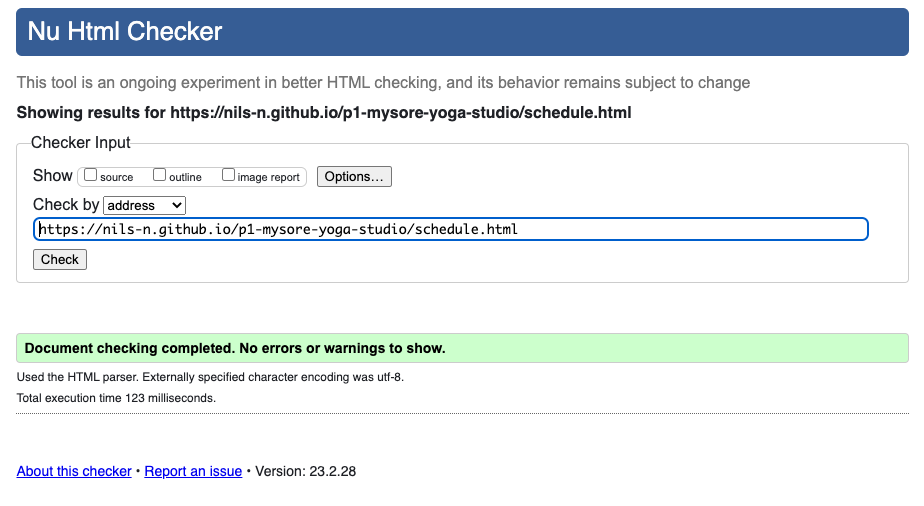 Nu Html Checker
This tool is an ongoing experiment in better HTML checking, and its behavior remains subject to change
Showing results for https://nils-n.github.io/p1-mysore-yoga-studio/schedule.html
Checker Input
Show source outline image report Options...
Check by address
https://nils-n.github.io/p1-mysore-yoga-studio/schedule.html
Check
Document checking completed. No errors or warnings to show.
Used the HTML parser. Externally specified character encoding was utf-8.
Total execution time 123 milliseconds.
About this checker • Report an issue • Version: 23.2.28